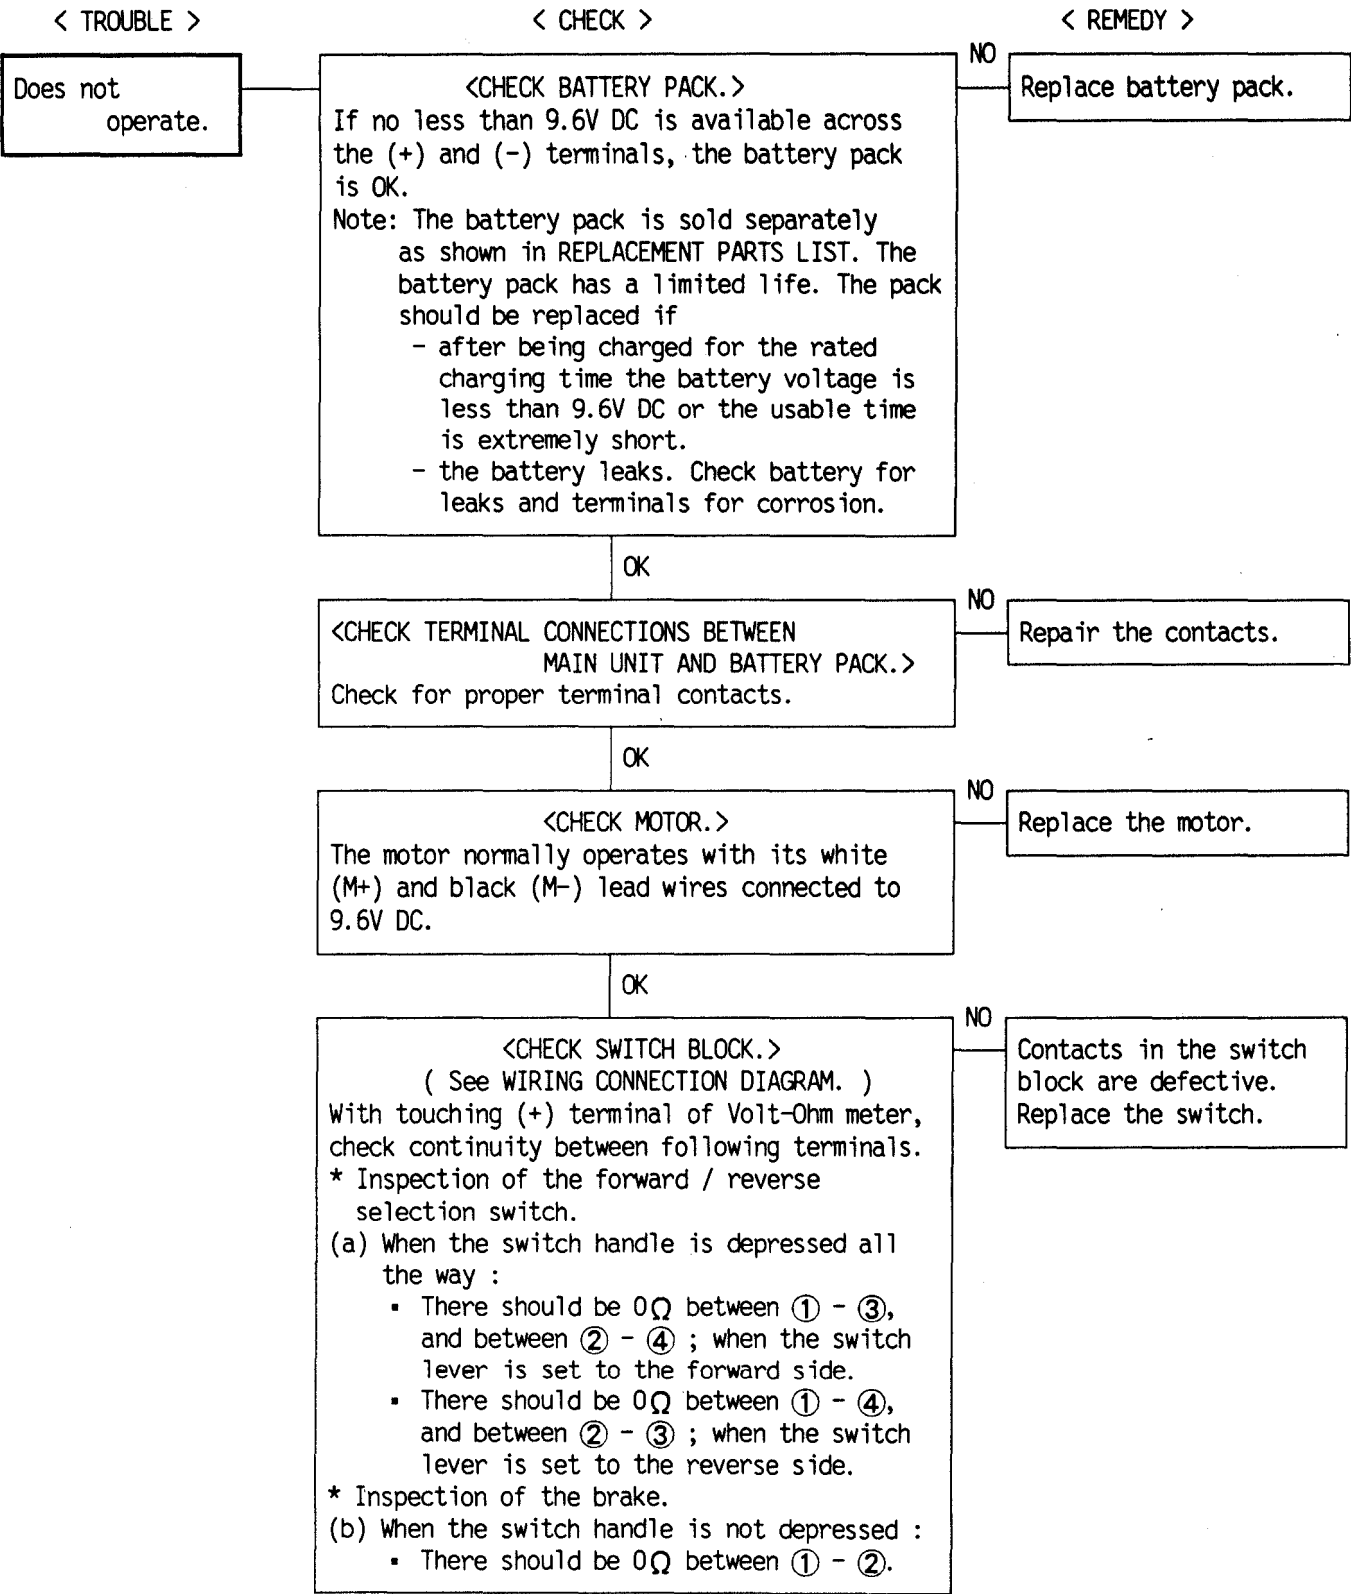 < TROUBLE >
< CHECK >
< REMEDY >
Does not
operate.
<CHECK BATTERY PACK.>
If no less than 9.6V DC is available across
the (+) and (-) terminals, the battery pack
is OK.
Note: The battery pack is sold separately
as shown in REPLACEMENT PARTS LIST. The
battery pack has a limited life. The pack
should be replaced if
- after being charged for the rated
charging time the battery voltage is
less than 9.6V DC or the usable time
is extremely short.
- the battery leaks. Check battery for
leaks and terminals for corrosion.
NO
Replace battery pack.
OK
<CHECK TERMINAL CONNECTIONS BETWEEN
MAIN UNIT AND BATTERY PACK.>
Check for proper terminal contacts.
NO
Repair the contacts.
OK
<CHECK MOTOR.>
The motor normally operates with its white
(M+) and black (M-) lead wires connected to
9.6V DC.
NO
Replace the motor.
OK
<CHECK SWITCH BLOCK.>
( See WIRING CONNECTION DIAGRAM. )
With touching (+) terminal of Volt-Ohm meter,
check continuity between following terminals.
* Inspection of the forward / reverse
selection switch.
(a) When the switch handle is depressed all
the way :
▪ There should be 0Ω between ① - ③,
and between ② - ④ ; when the switch
lever is set to the forward side.
▪ There should be 0Ω between ① - ④,
and between ② - ③ ; when the switch
lever is set to the reverse side.
* Inspection of the brake.
(b) When the switch handle is not depressed :
▪ There should be 0Ω between ① - ②.
NO
Contacts in the switch
block are defective.
Replace the switch.